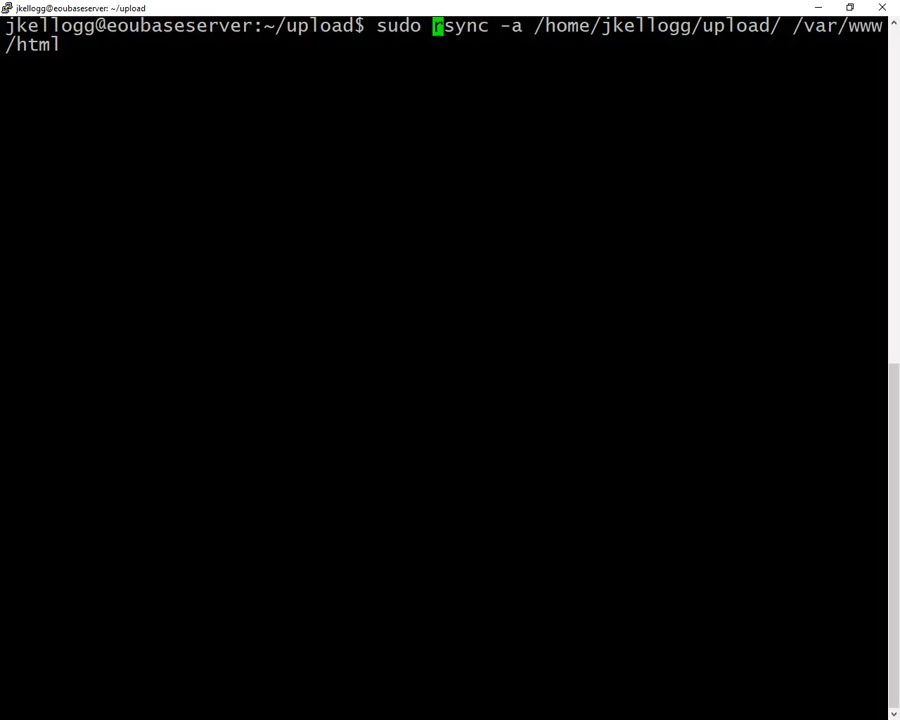 jkellogg@eoubaseserver: ~/upload
jkellogg@eoubaseserver:~/upload$ sudo rsync -a /home/jkellogg/upload/ /var/www
/html